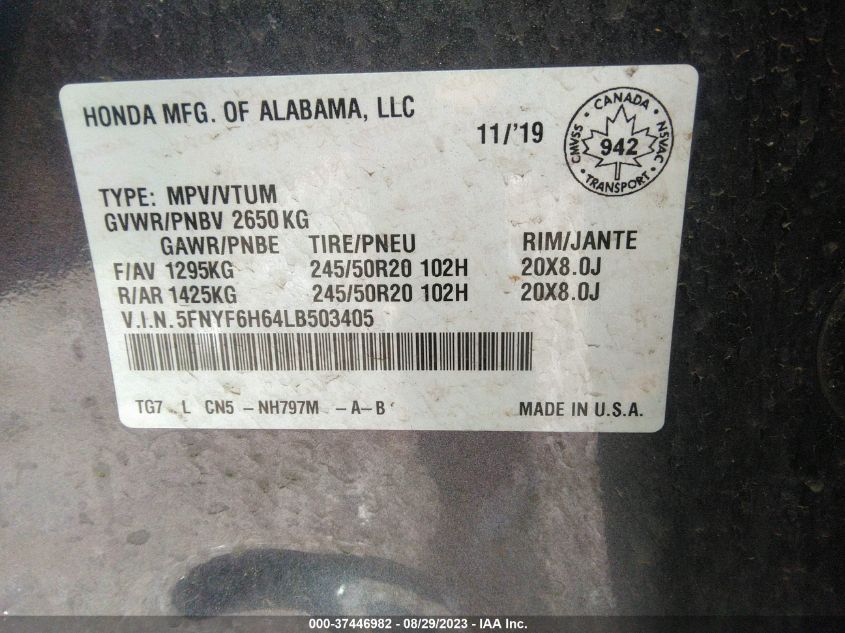 HONDA MFG. OF ALABAMA, LLC
11/'19
CANADA
CMVSS 942 NSVAC
TRANSPORT
TYPE: MPV/VTUM
GVWR/PNBV 2650KG
GAWR/PNBE TIRE/PNEU RIM/JANTE
F/AV 1295KG 245/50R20 102H 20X8.0J
R/AR 1425KG 245/50R20 102H 20X8.0J
V.I.N. 5FNYF6H64LB503405
TG7 L CN5 - NH797M - A-B
MADE IN U.S.A.
000-37446982 / 08/29/2023 - IAA Inc.